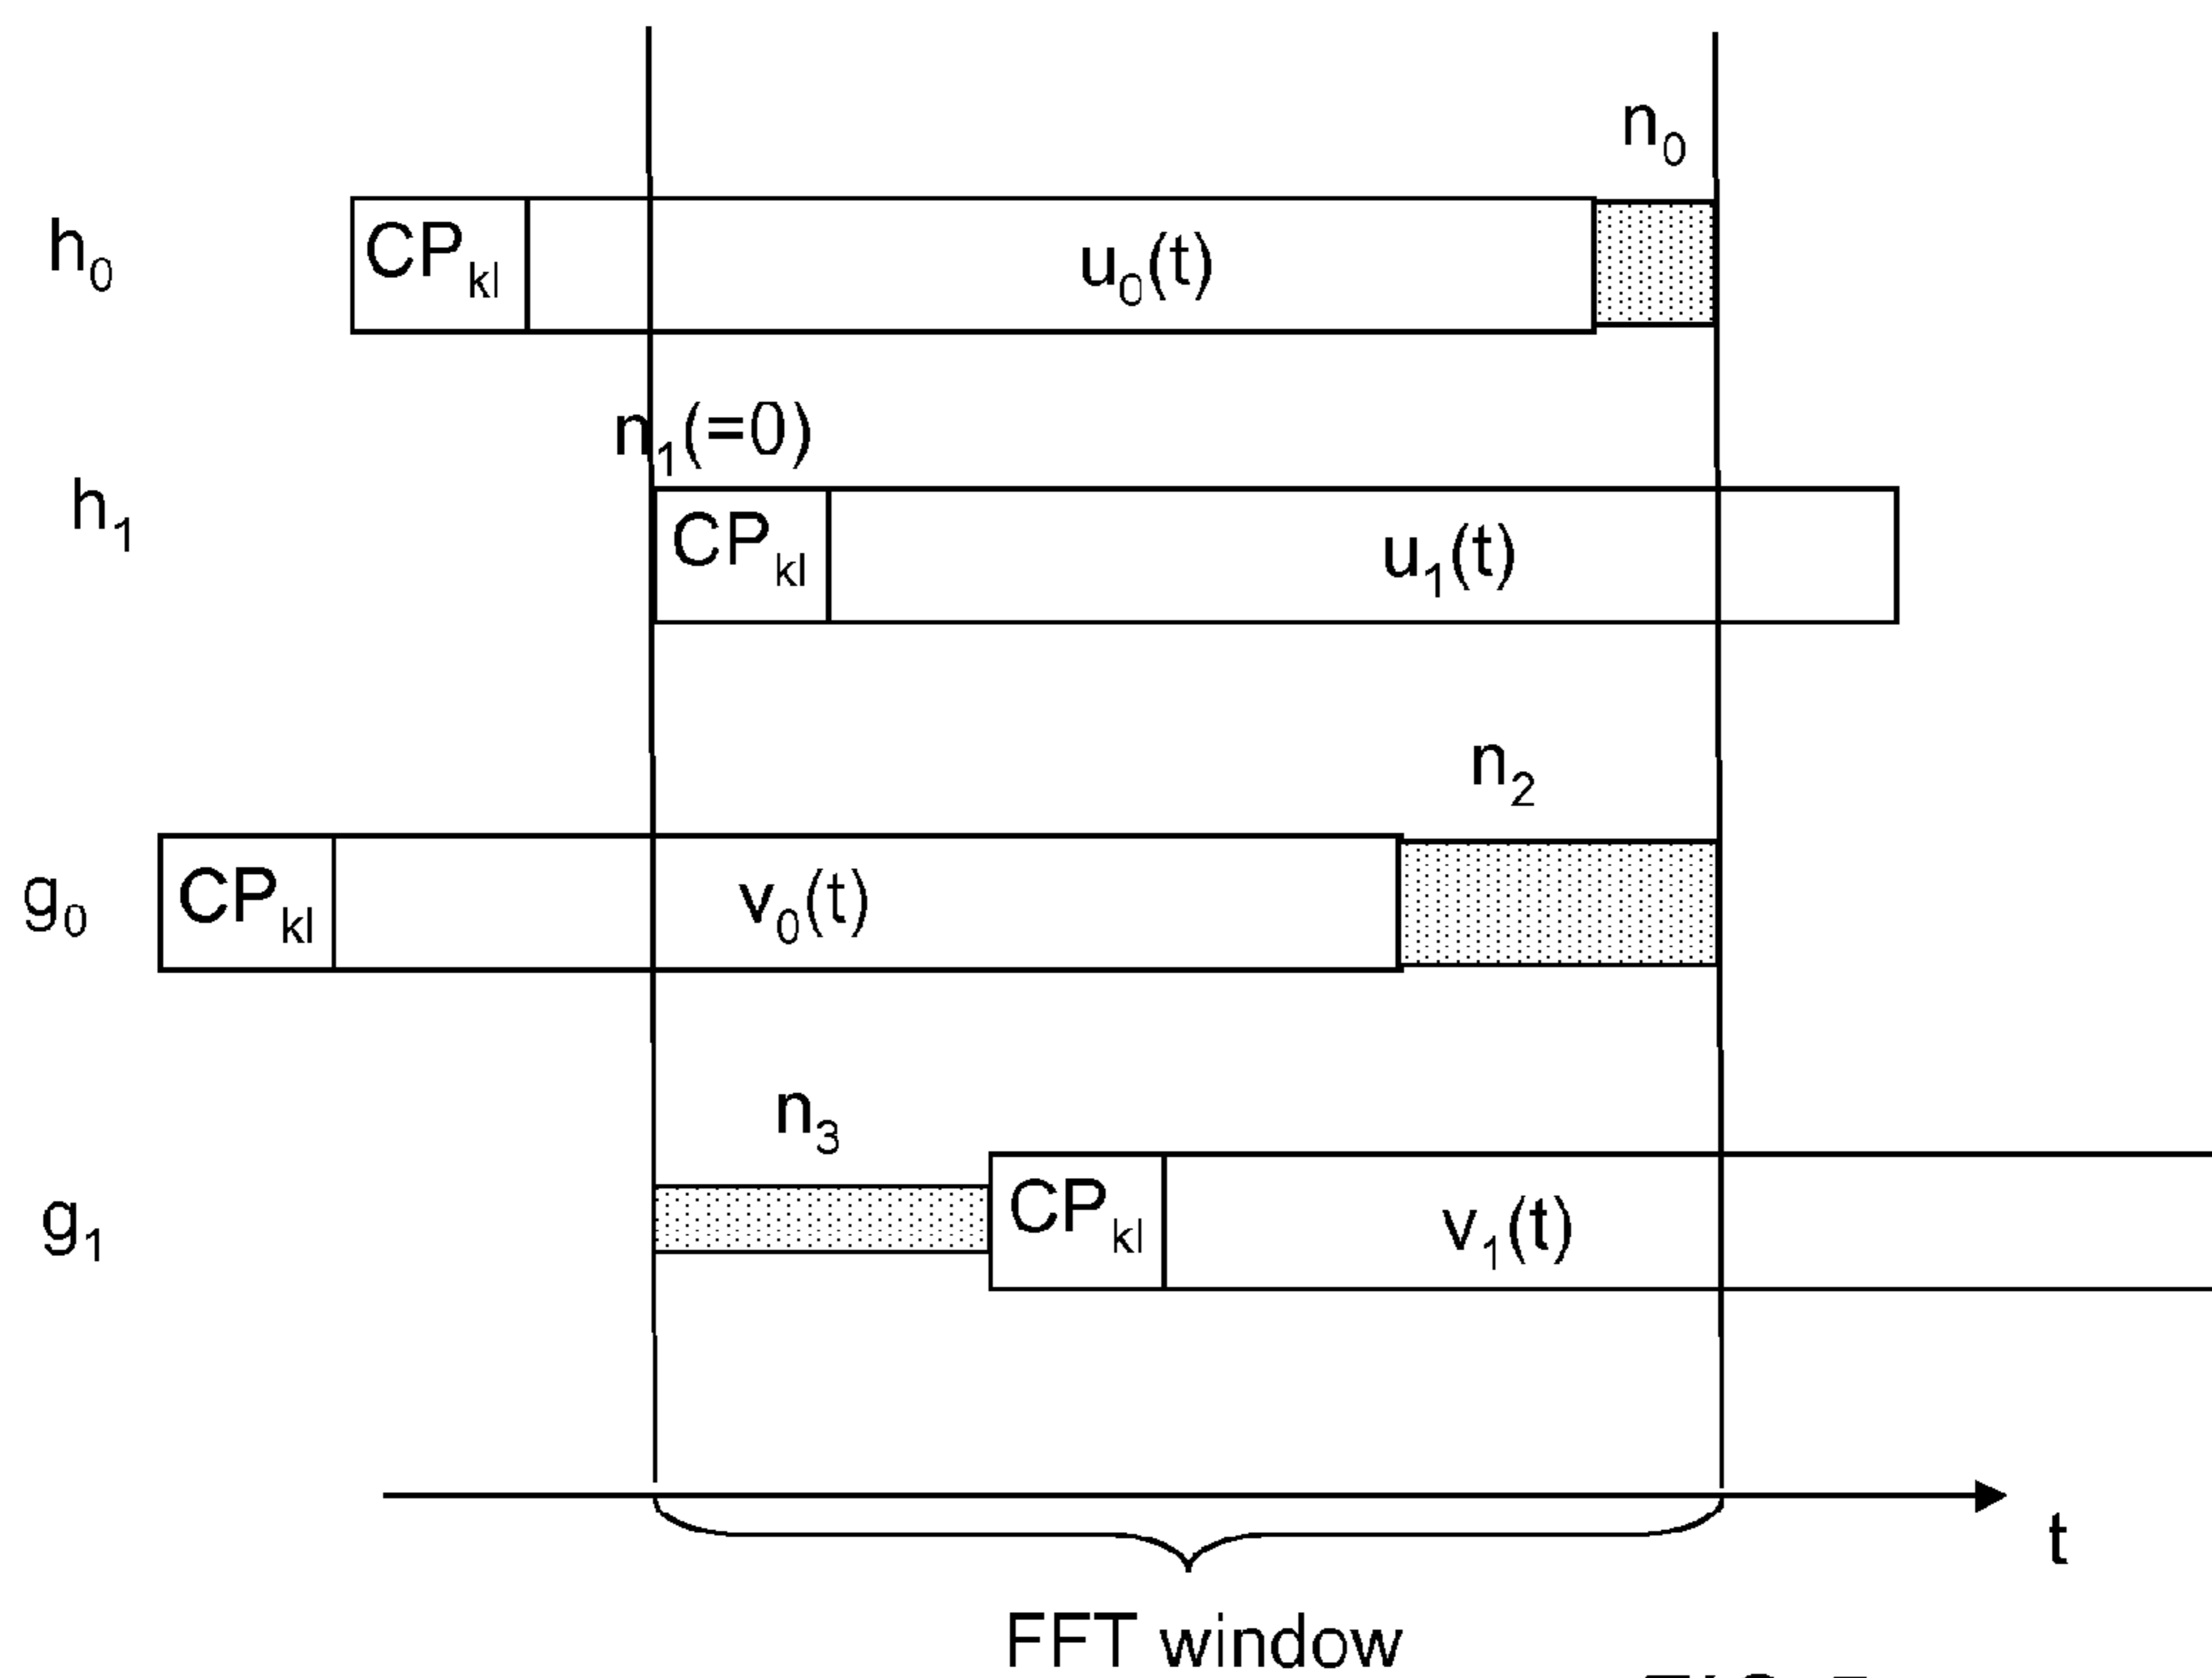 n₀
h₀ CPₖₗ u₀(t)
n₁(=0)
h₁ CPₖₗ u₁(t)
n₂
g₀ CPₖₗ v₀(t)
n₃
g₁ CPₖₗ v₁(t)
t
FFT window